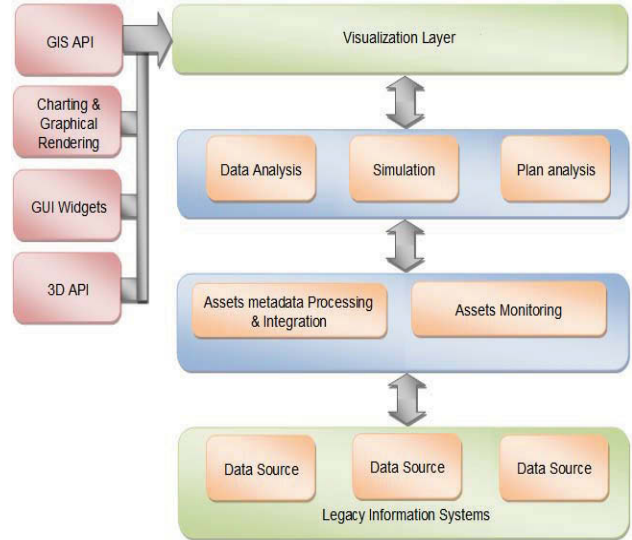 GIS API
Visualization Layer
Charting &
Graphical
Rendering
GUI Widgets
3D API
Data Analysis
Simulation
Plan analysis
Assets metadata Processing
& Integration
Assets Monitoring
Data Source
Data Source
Data Source
Legacy Information Systems